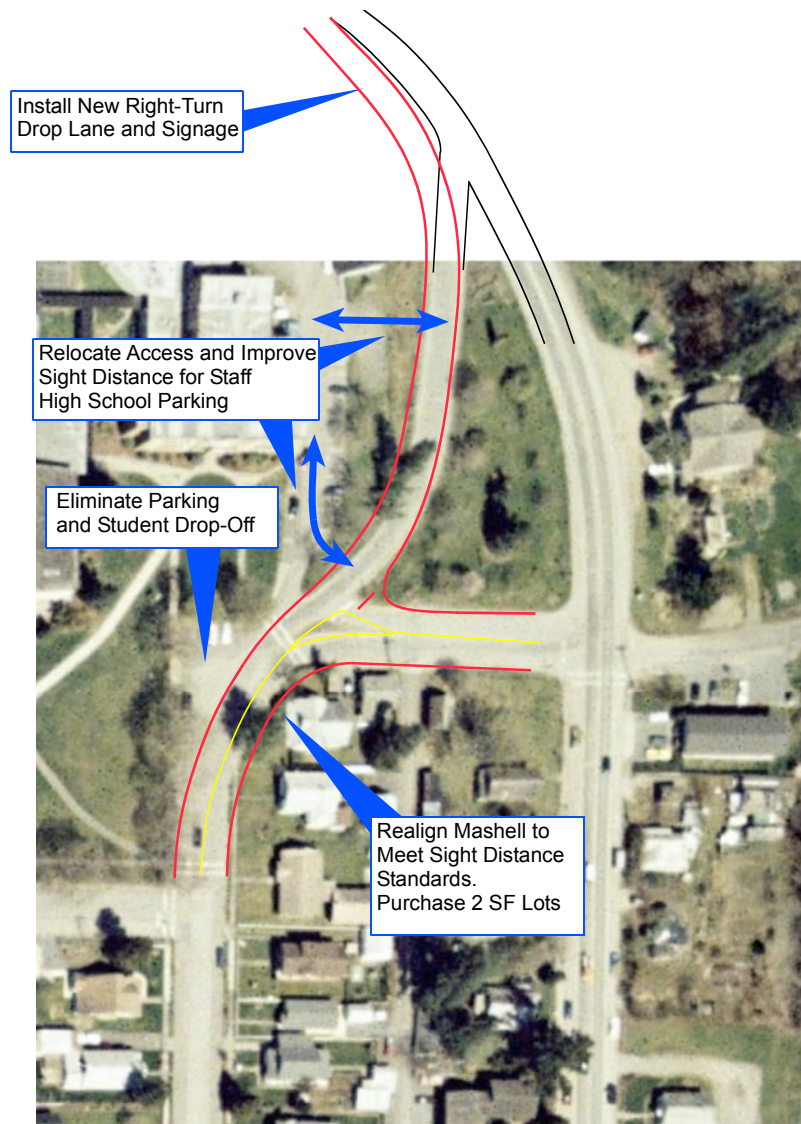 Install New Right-Turn
Drop Lane and Signage
Relocate Access and Improve
Sight Distance for Staff
High School Parking
Eliminate Parking
and Student Drop-Off
Realign Mashell to
Meet Sight Distance
Standards.
Purchase 2 SF Lots